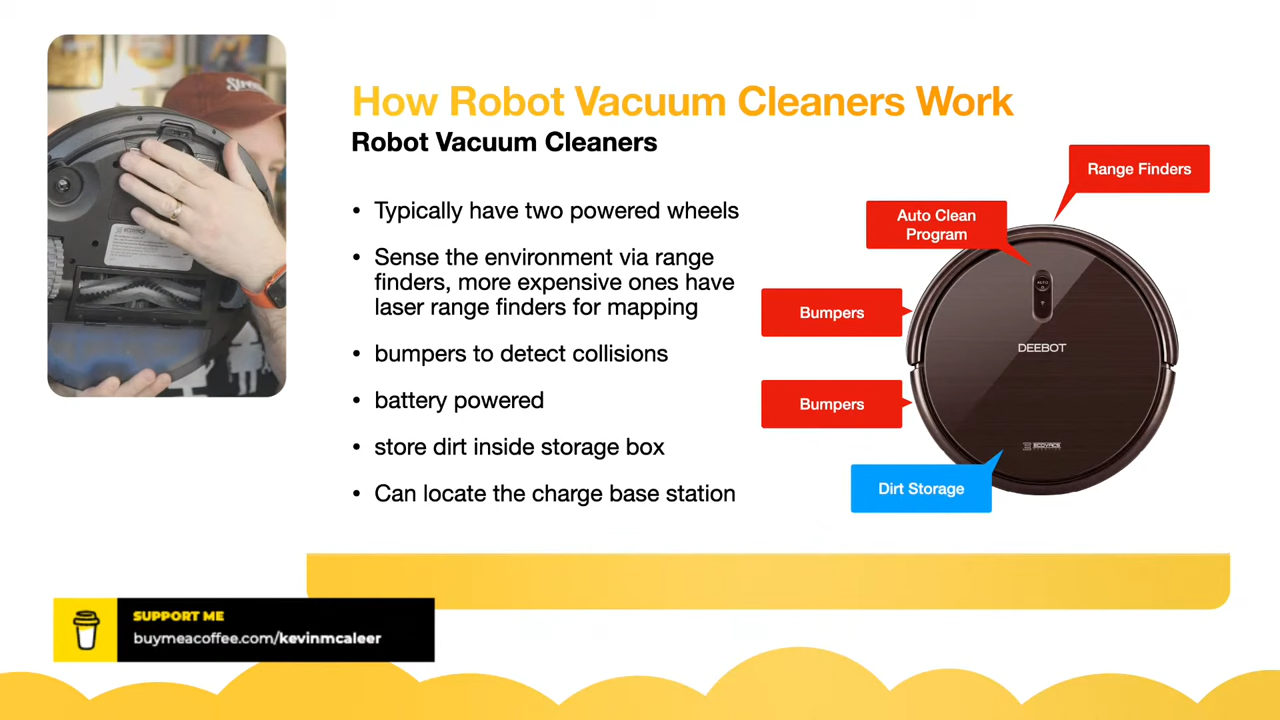 How Robot Vacuum Cleaners Work
Robot Vacuum Cleaners
• Typically have two powered wheels
• Sense the environment via range
finders, more expensive ones have
laser range finders for mapping
• bumpers to detect collisions
• battery powered
• store dirt inside storage box
• Can locate the charge base station
Range Finders
Auto Clean
Program
Bumpers
Bumpers
Dirt Storage
AUTO
DEEBOT
ECOVACS
SUPPORT ME
buymeacoffee.com/kevinmcaleer